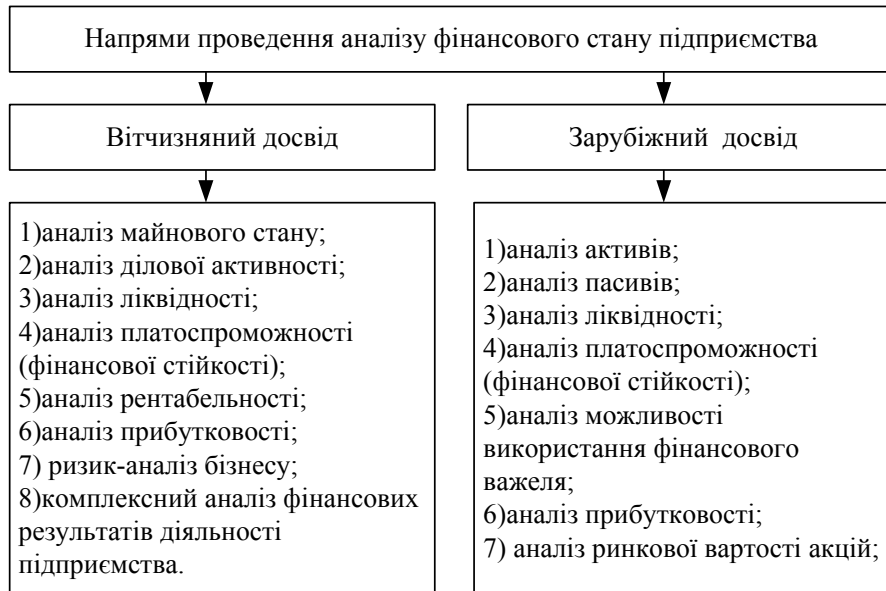 Напрями проведення аналізу фінансового стану підприємства
Вітчизняний досвід
Зарубіжний досвід
1)аналіз майнового стану;
2)аналіз ділової активності;
3)аналіз ліквідності;
4)аналіз платоспроможності
(фінансової стійкості);
5)аналіз рентабельності;
6)аналіз прибутковості;
7) ризик-аналіз бізнесу;
8)комплексний аналіз фінансових
результатів діяльності
підприємства.
1)аналіз активів;
2)аналіз пасивів;
3)аналіз ліквідності;
4)аналіз платоспроможності
(фінансової стійкості);
5)аналіз можливості
використання фінансового
важеля;
6)аналіз прибутковості;
7) аналіз ринкової вартості акцій;